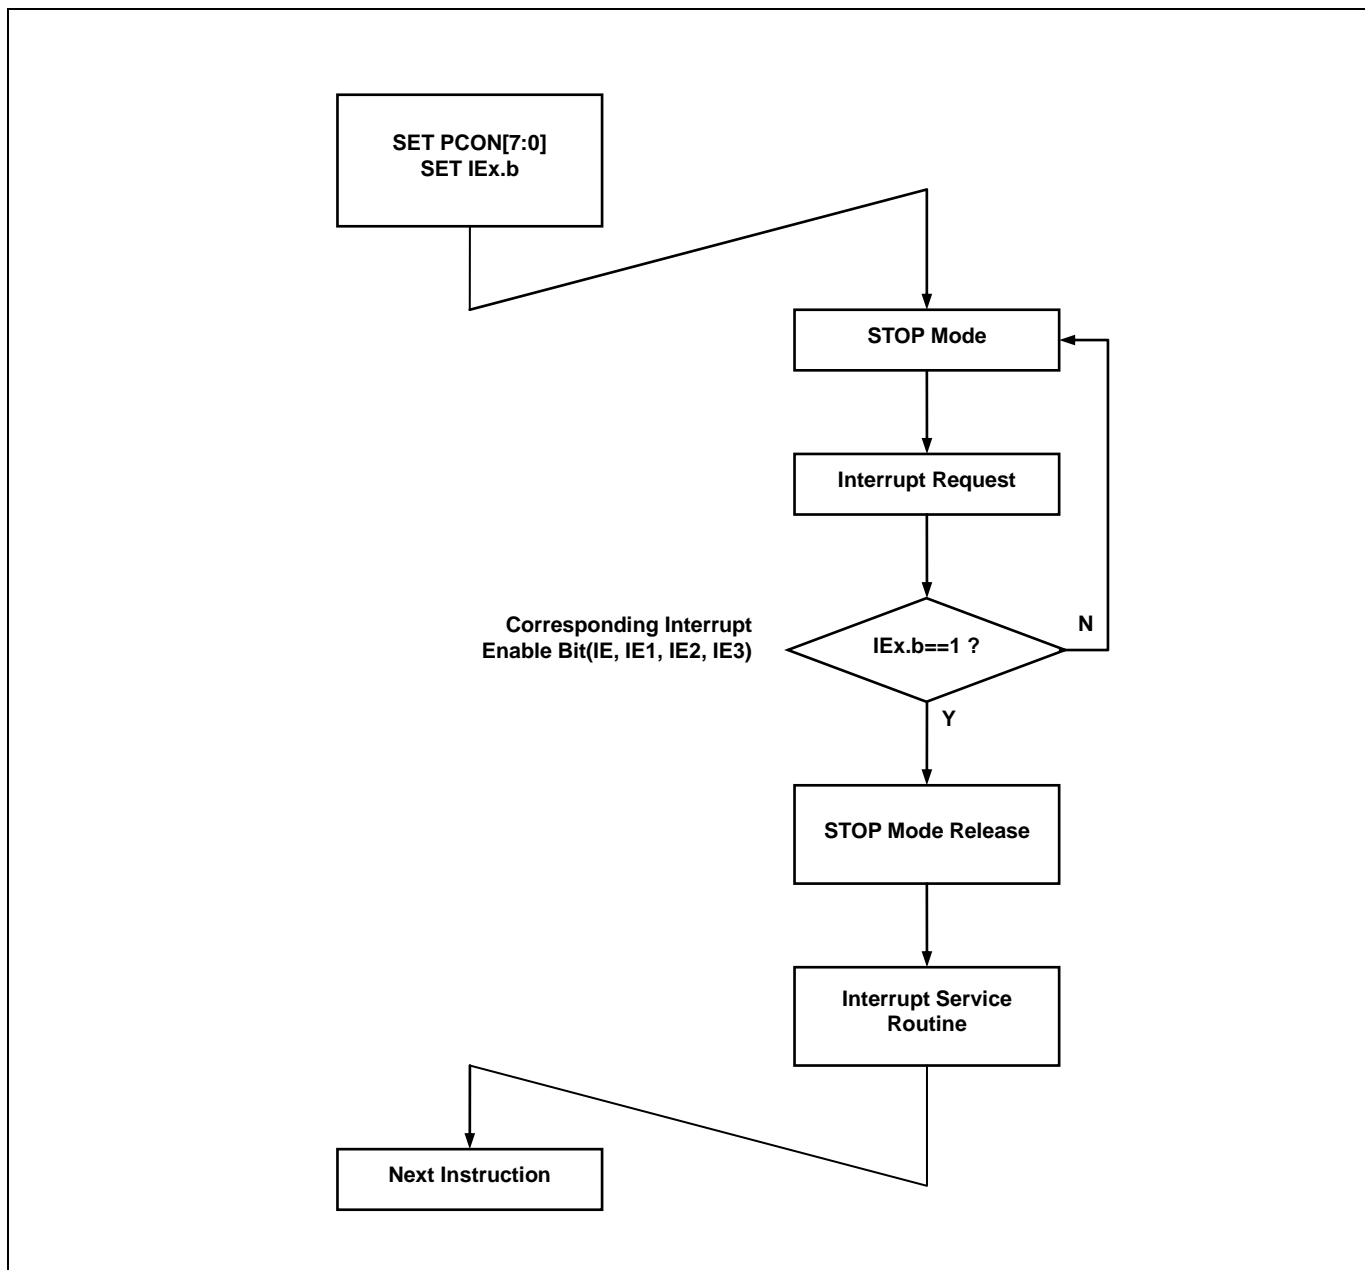 SET PCON[7:0]
SET IEx.b
STOP Mode
Interrupt Request
Corresponding Interrupt
Enable Bit(IE, IE1, IE2, IE3)
IEx.b==1 ?
N
Y
STOP Mode Release
Interrupt Service
Routine
Next Instruction